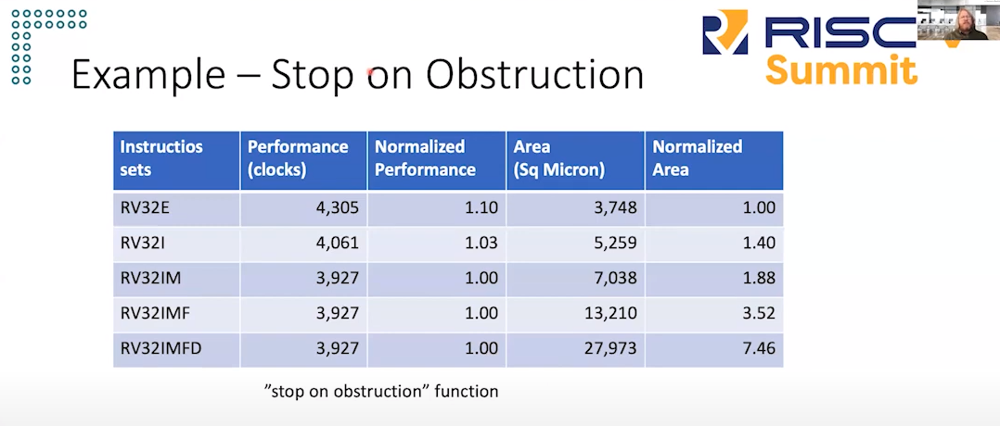 RISC
Summit
Example – Stop on Obstruction
Instructios sets Performance (clocks) Normalized Performance Area (Sq Micron) Normalized Area
RV32E 4,305 1.10 3,748 1.00
RV32I 4,061 1.03 5,259 1.40
RV32IM 3,927 1.00 7,038 1.88
RV32IMF 3,927 1.00 13,210 3.52
RV32IMFD 3,927 1.00 27,973 7.46
”stop on obstruction” function